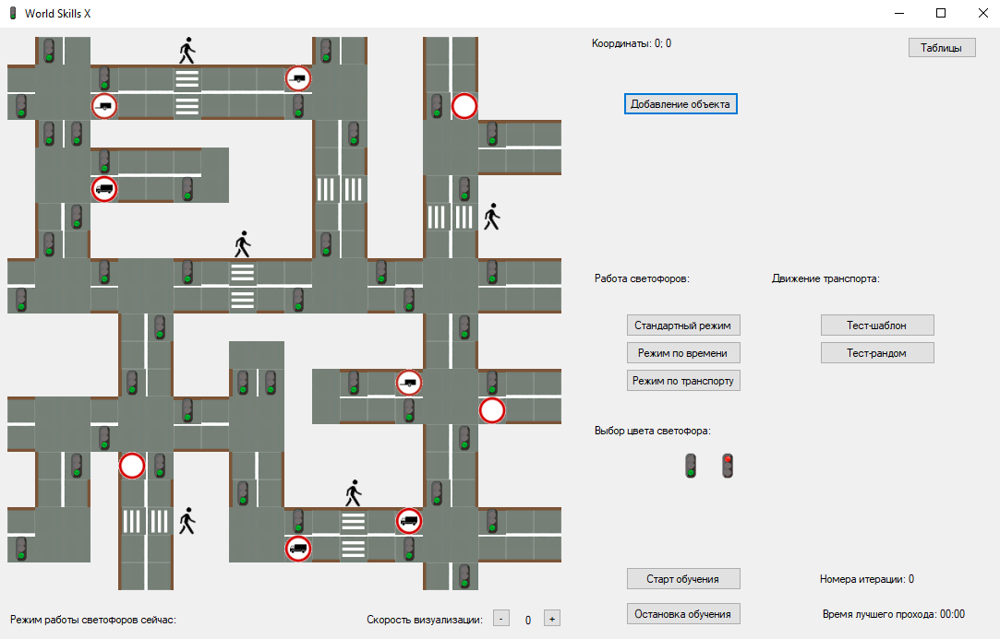 World Skills X
Координаты: 0; 0
Таблицы
Добавление объекта
Работа светофоров:
Движение транспорта:
Стандартный режим
Тест-шаблон
Режим по времени
Тест-рандом
Режим по транспорту
Выбор цвета светофора:
Старт обучения
Номера итерации: 0
Остановка обучения
Время лучшего прохода: 00:00
Режим работы светофоров сейчас:
Скорость визуализации:
-
0
+